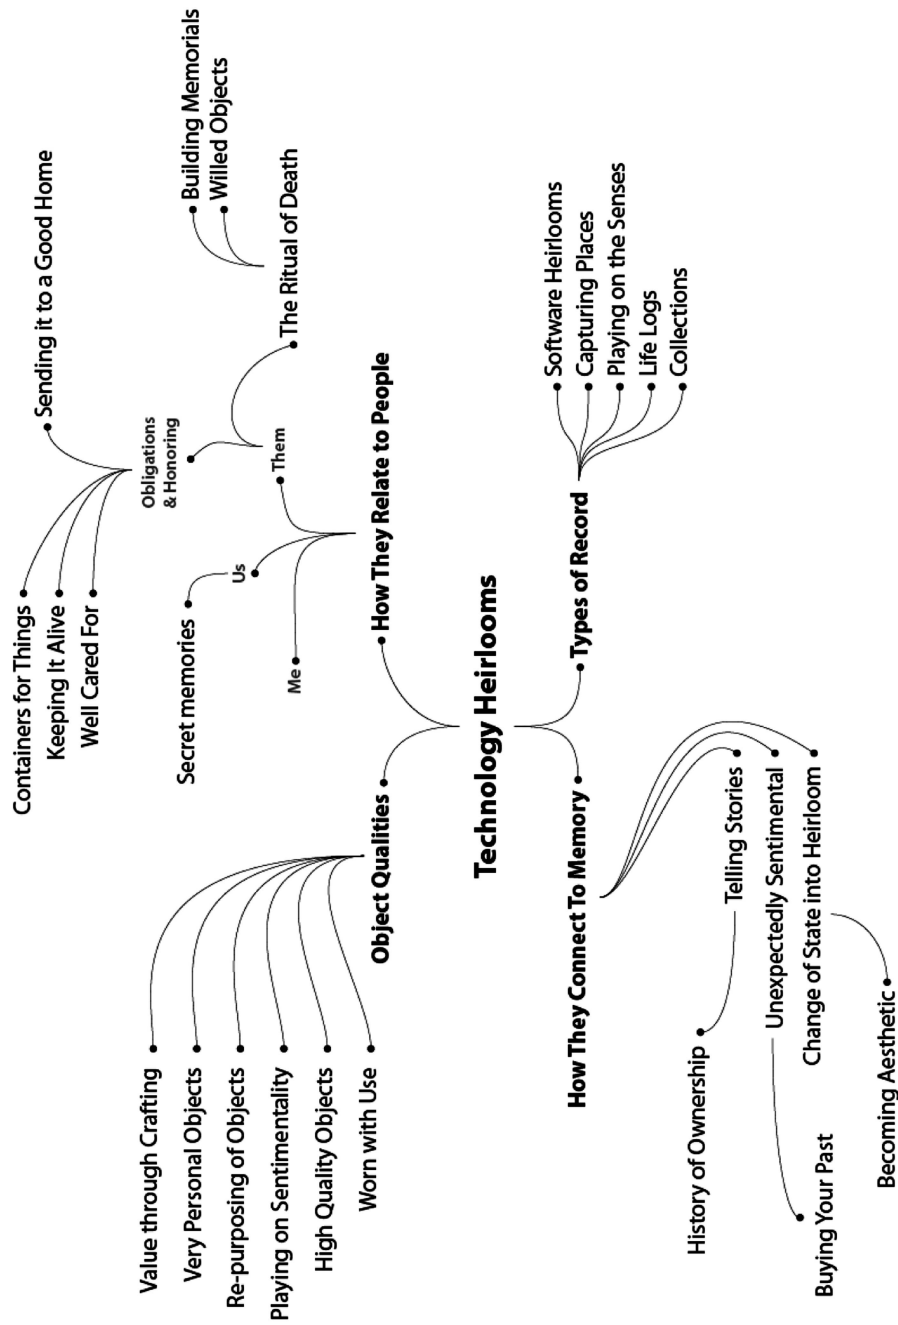 Technology Heirlooms
Object Qualities
Value through Crafting
Very Personal Objects
Re-purposing of Objects
Playing on Sentimentality
High Quality Objects
Worn with Use
How They Relate to People
Me
Us
Secret memories
Them
Obligations
& Honoring
Containers for Things
Keeping It Alive
Well Cared For
Sending it to a Good Home
The Ritual of Death
Building Memorials
Willed Objects
How They Connect To Memory
Telling Stories
History of Ownership
Unexpectedly Sentimental
Buying Your Past
Change of State into Heirloom
Becoming Aesthetic
Types of Record
Software Heirlooms
Capturing Places
Playing on the Senses
Life Logs
Collections